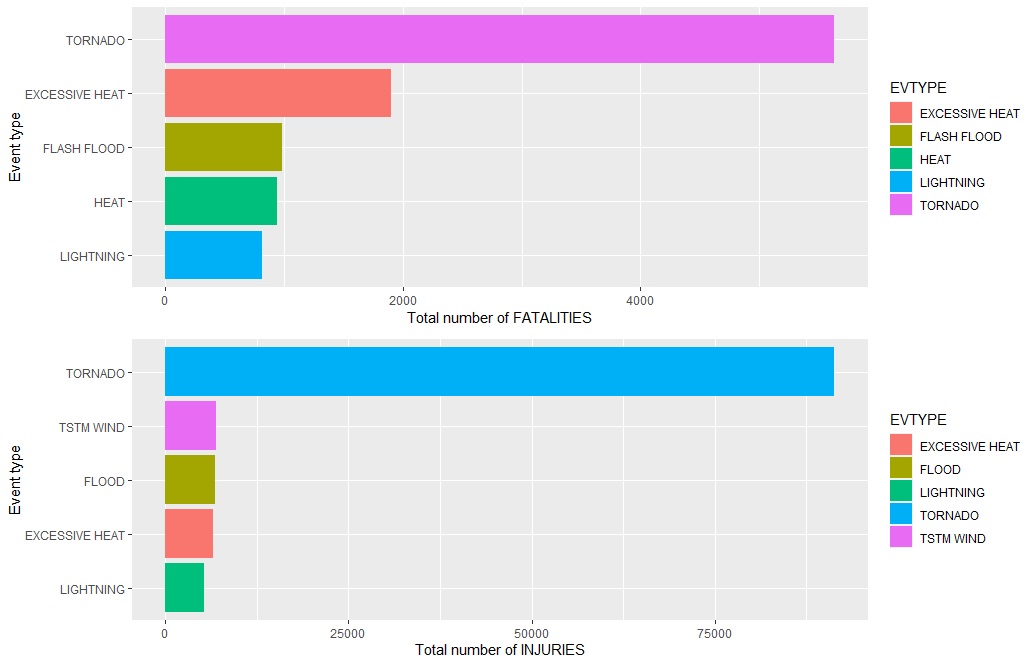 Event type
TORNADO
EXCESSIVE HEAT
FLASH FLOOD
HEAT
LIGHTNING
0 2000 4000
Total number of FATALITIES
EVTYPE
EXCESSIVE HEAT
FLASH FLOOD
HEAT
LIGHTNING
TORNADO
Event type
TORNADO
TSTM WIND
FLOOD
EXCESSIVE HEAT
LIGHTNING
0 25000 50000 75000
Total number of INJURIES
EVTYPE
EXCESSIVE HEAT
FLOOD
LIGHTNING
TORNADO
TSTM WIND